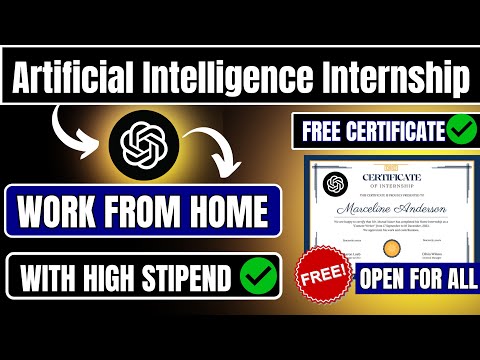 Artificial Intelligence Internship
FREE CERTIFICATE
WORK FROM HOME
WITH HIGH STIPEND
CERTIFICATE
OF INTERNSHIP
Marceline Anderson
FREE!
OPEN FOR ALL